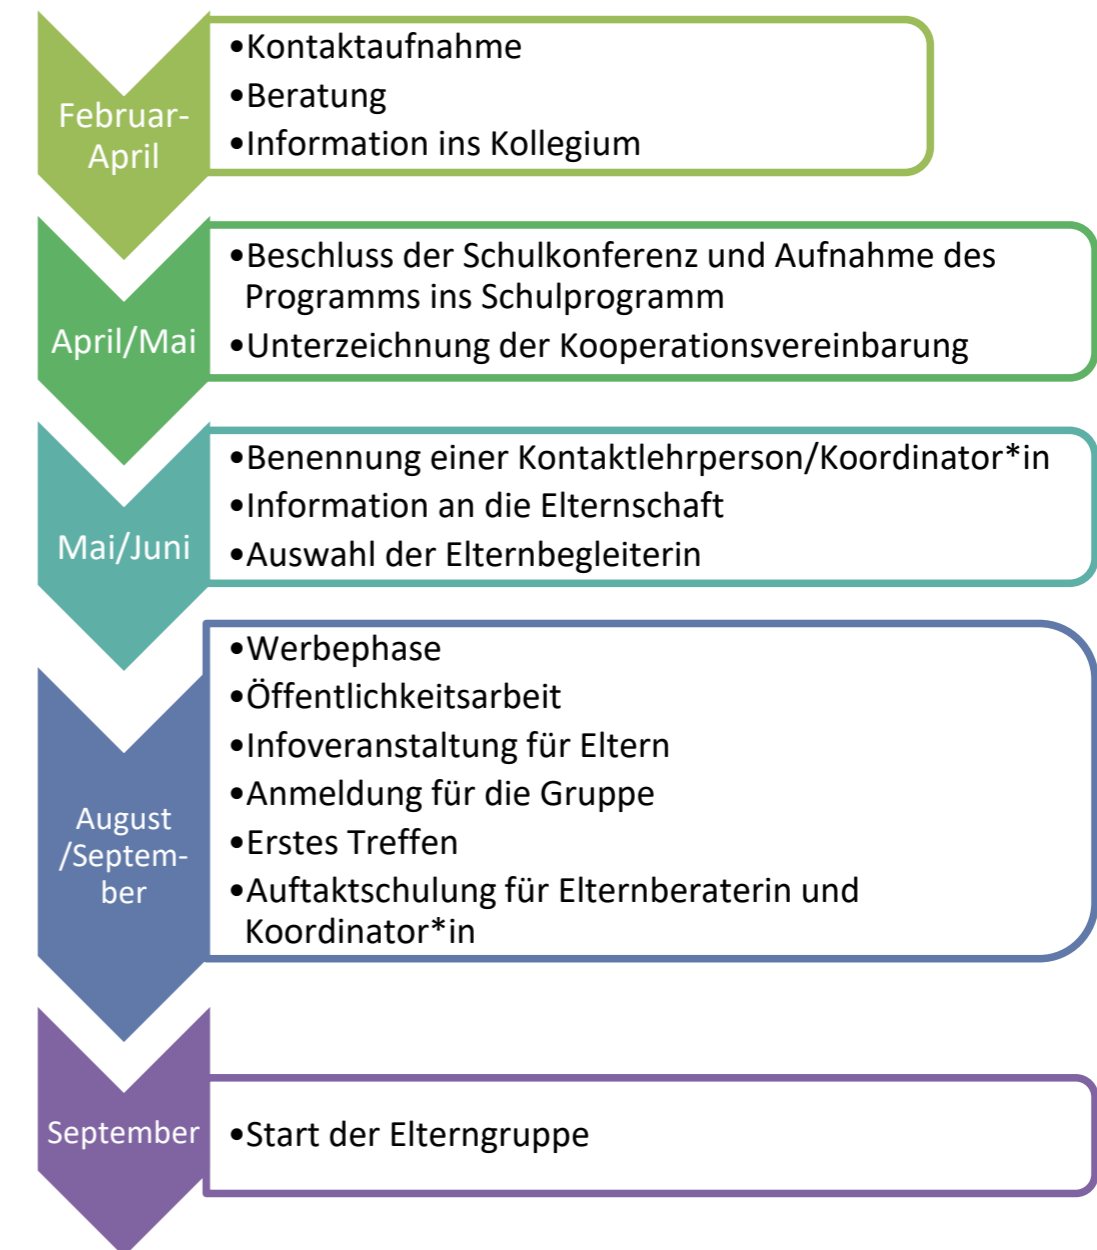 Februar-
April
•Kontaktaufnahme
•Beratung
•Information ins Kollegium
April/Mai
•Beschluss der Schulkonferenz und Aufnahme des
Programms ins Schulprogramm
•Unterzeichnung der Kooperationsvereinbarung
Mai/Juni
•Benennung einer Kontaktlehrperson/Koordinator*in
•Information an die Elternschaft
•Auswahl der Elternbegleiterin
August
/Septem-
ber
•Werbephase
•Öffentlichkeitsarbeit
•Infoveranstaltung für Eltern
•Anmeldung für die Gruppe
•Erstes Treffen
•Auftaktschulung für Elternberaterin und
Koordinator*in
September
•Start der Elterngruppe